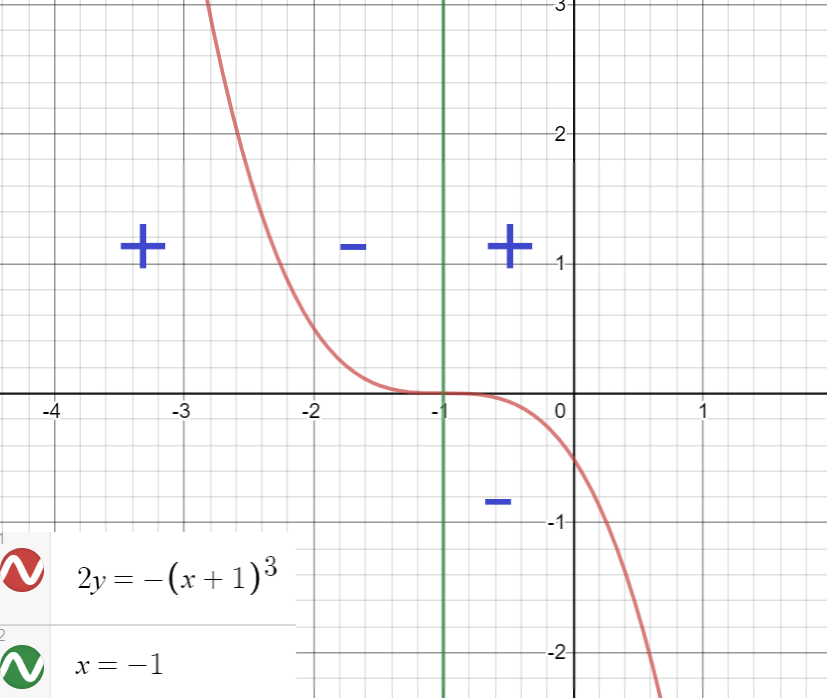 3
2
+ − +
1
-4 -3 -2 -1 0 1
−
-1
1
2y = −(x + 1)³
2
x = −1
-2